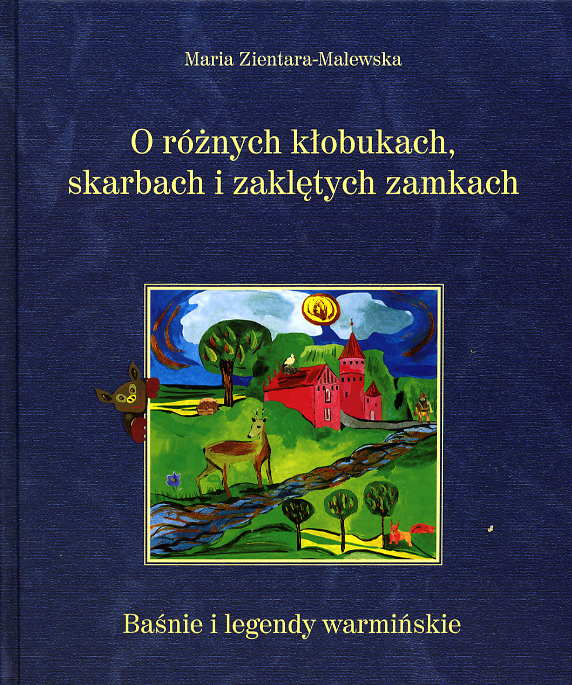 Maria Zientara-Malewska
O różnych kłobukach,
skarbach i zaklętych zamkach
Baśnie i legendy warmińskie